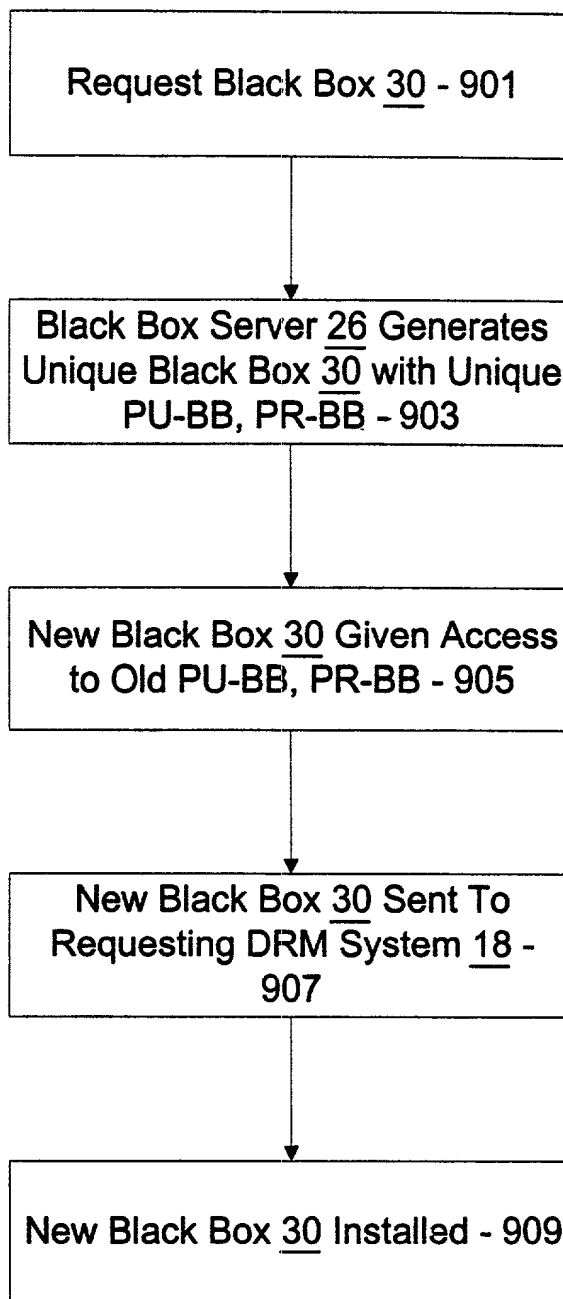 Request Black Box 30 - 901
Black Box Server 26 Generates
Unique Black Box 30 with Unique
PU-BB, PR-BB - 903
New Black Box 30 Given Access
to Old PU-BB, PR-BB - 905
New Black Box 30 Sent To
Requesting DRM System 18 -
907
New Black Box 30 Installed - 909